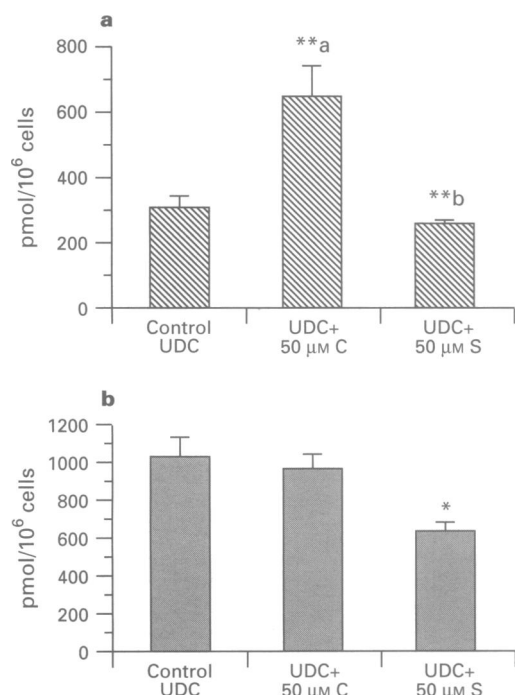 a
800
600
400
200
0
pmol/10⁶ cells
**a
**b
Control UDC+ UDC+
UDC 50 µM C 50 µM S
b
1200
1000
800
600
400
200
0
pmol/10⁶ cells
*
Control UDC+ UDC+
UDC 50 µM C 50 µM S